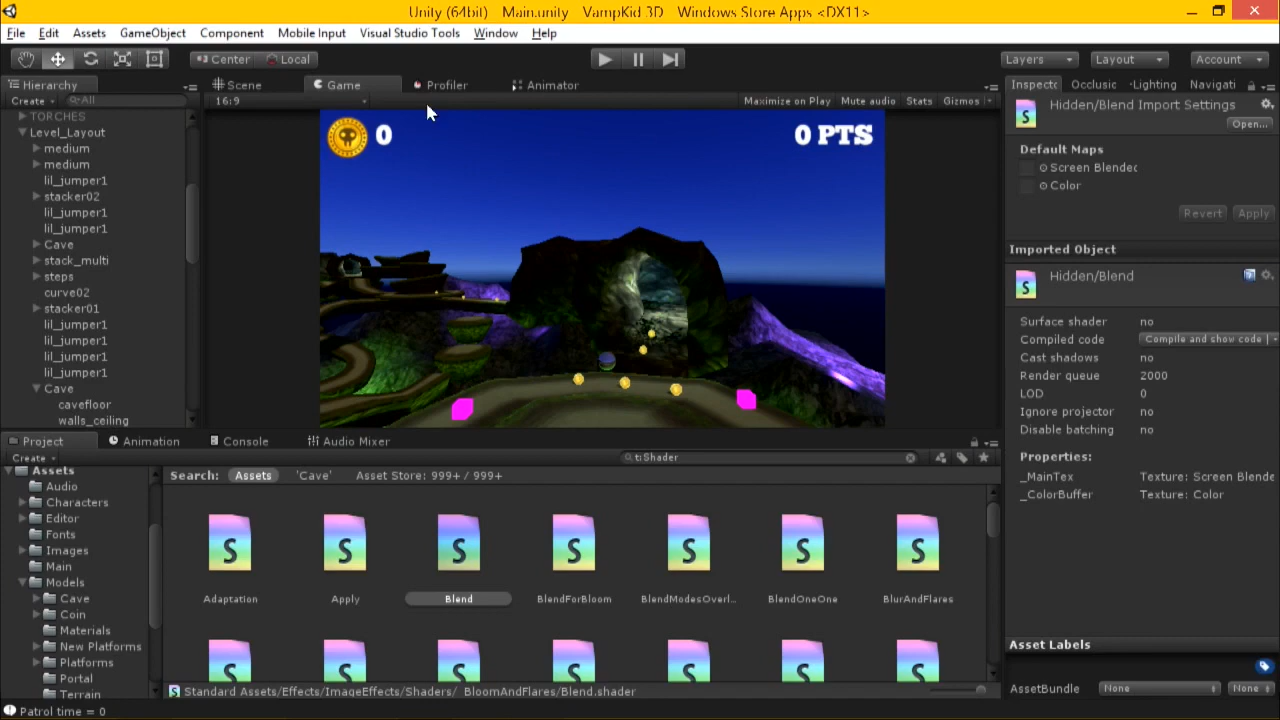 Unity (64bit) - Main.unity - VampKid 3D - Windows Store Apps <DX11>
File Edit Assets GameObject Component Mobile Input Visual Studio Tools Window Help
Center Local Layers Layout Account
Hierarchy Scene Game Profiler Animator Inspecto Occlusic Lighting Navigati
Create All 16:9 Maximize on Play Mute audio Stats Gizmos
TORCHES
Level_Layout
medium
medium
lil_jumper1
stacker02
lil_jumper1
lil_jumper1
Cave
stack_multi
steps
curve02
stacker01
lil_jumper1
lil_jumper1
lil_jumper1
lil_jumper1
Cave
cavefloor
walls_ceiling
0 0 PTS
S Hidden/Blend Import Settings
Open...
Default Maps
Screen Blended
Color
Revert Apply
Imported Object
S Hidden/Blend
Surface shader no
Compiled code Compile and show code
Cast shadows no
Render queue 2000
LOD 0
Ignore projector no
Disable batching no
Properties:
_MainTex Texture: Screen Blende
_ColorBuffer Texture: Color
Asset Labels
AssetBundle None None
Project Animation Console Audio Mixer
Create t:Shader
Assets
Audio
Characters
Editor
Fonts
Images
Main
Models
Cave
Coin
Materials
New Platforms
Platforms
Portal
Terrain
Search: Assets 'Cave' Asset Store: 999+ / 999+
S S S S S S S
Adaptation Apply Blend BlendForBloom BlendModesOverl... BlendOneOne BlurAndFlares
S S S S S S S
Standard Assets/Effects/ImageEffects/Shaders/_BloomAndFlares/Blend.shader
Patrol time = 0